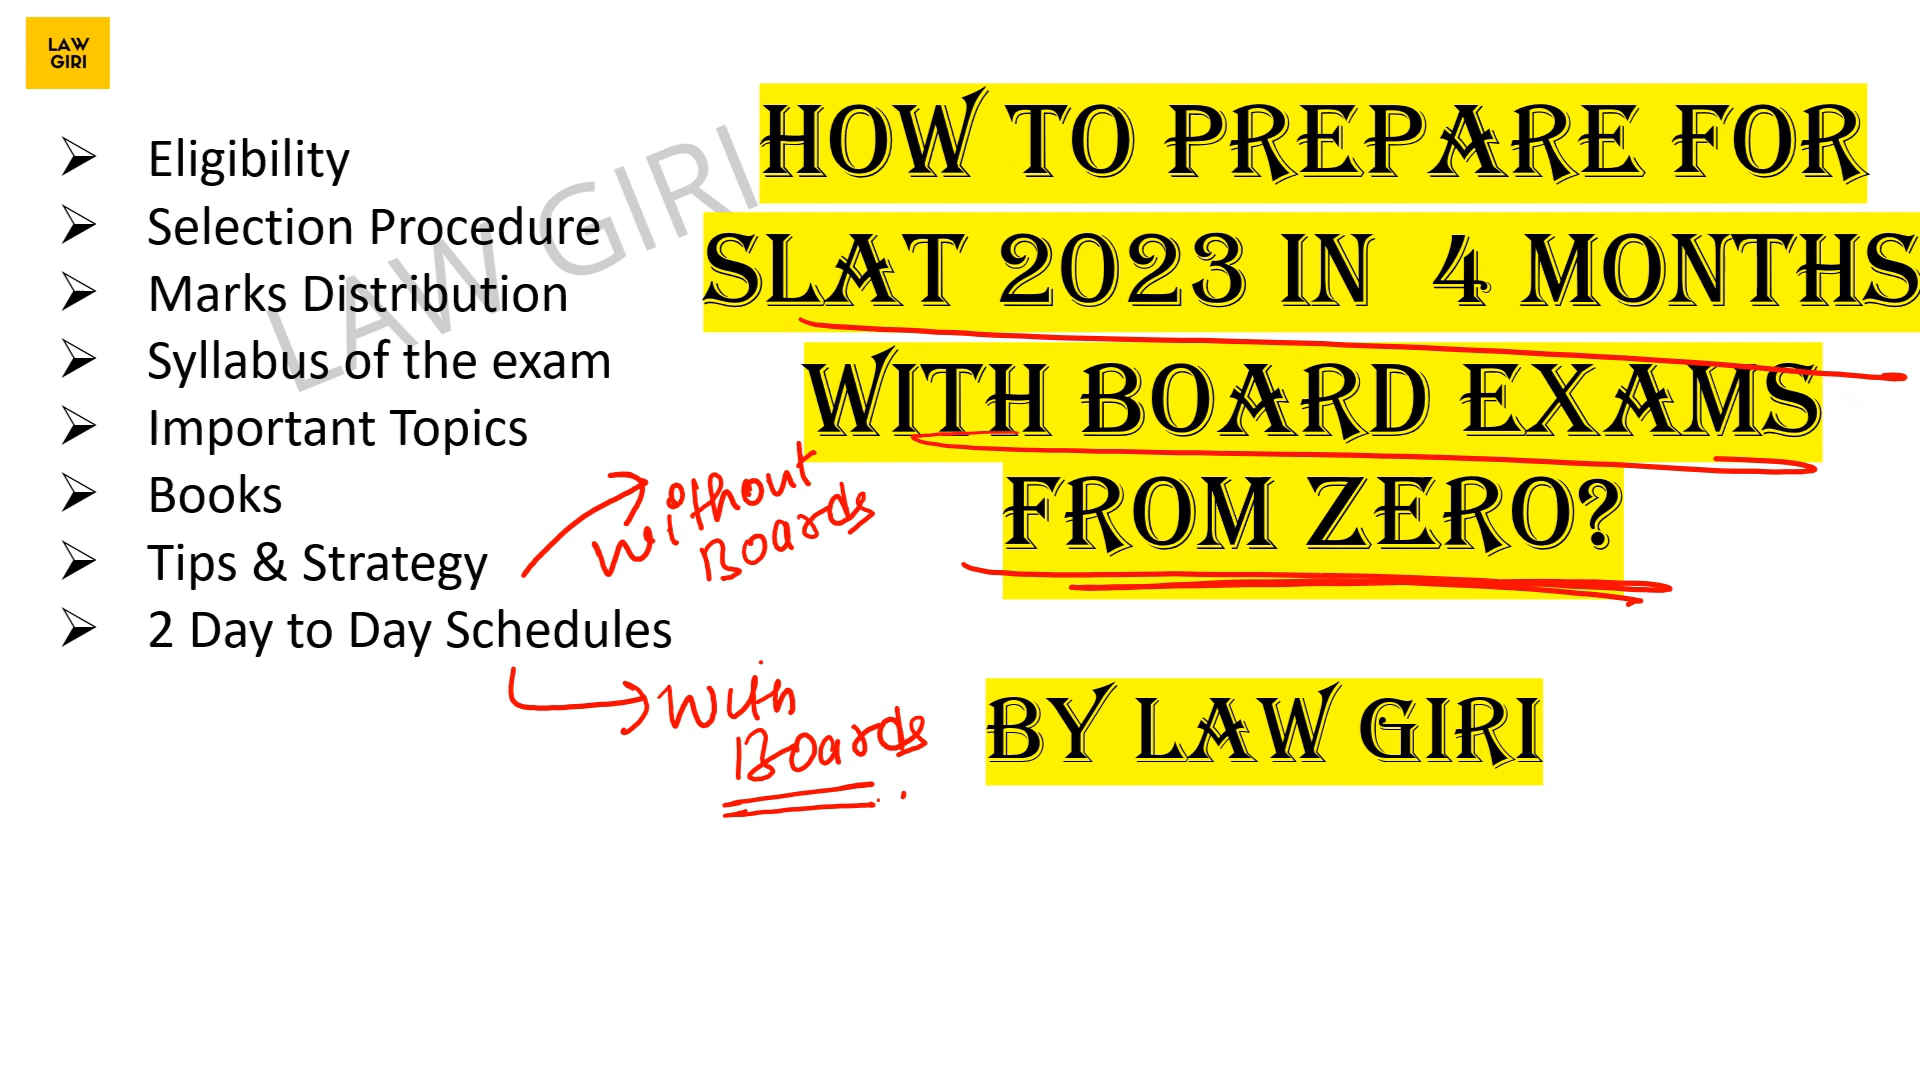 LAW
GIRI
Eligibility
Selection Procedure
Marks Distribution
Syllabus of the exam
Important Topics
Books
Tips & Strategy
2 Day to Day Schedules
LAW GIRI
without
Boards
With
Boards
HOW TO PREPARE FOR
SLAT 2023 IN 4 MONTHS
WITH BOARD EXAMS
FROM ZERO?
BY LAW GIRI